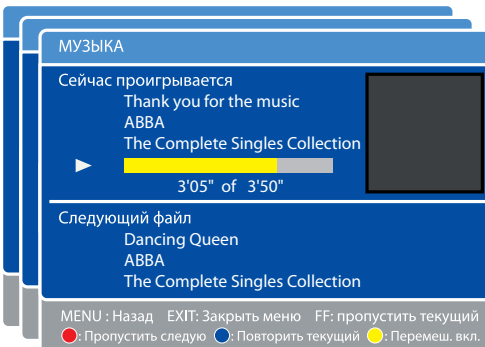 МУЗЫКА
Сейчас проигрывается
Thank you for the music
ABBA
The Complete Singles Collection
3'05" of 3'50"
Следующий файл
Dancing Queen
ABBA
The Complete Singles Collection
MENU : Назад EXIT: Закрыть меню FF: пропустить текущий
: Пропустить следую : Повторить текущий : Перемеш. вкл.